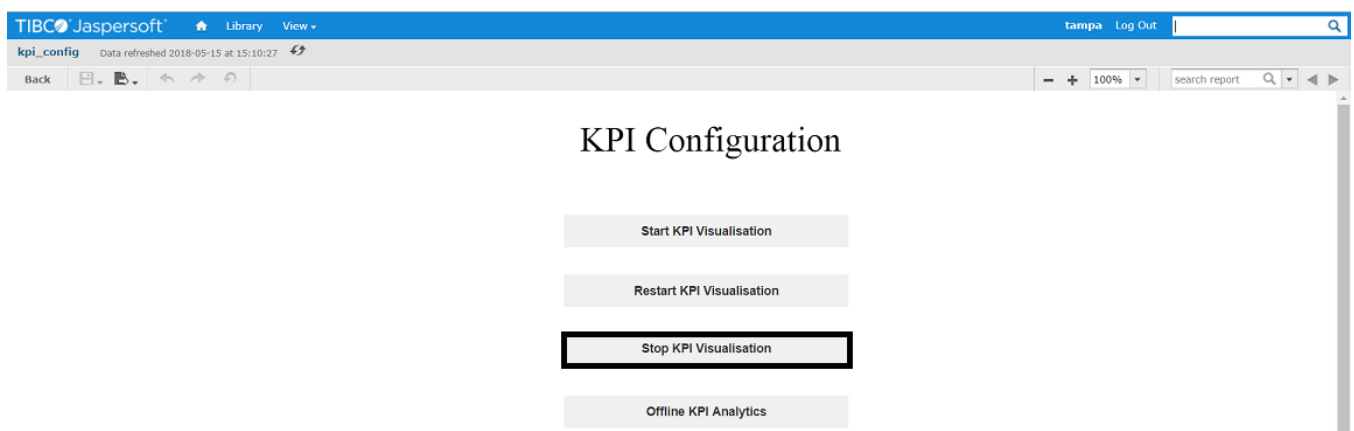 TIBCO Jaspersoft Library View tampa Log Out
kpi_config Data refreshed 2018-05-15 at 15:10:27
Back 100% search report
KPI Configuration
Start KPI Visualisation
Restart KPI Visualisation
Stop KPI Visualisation
Offline KPI Analytics